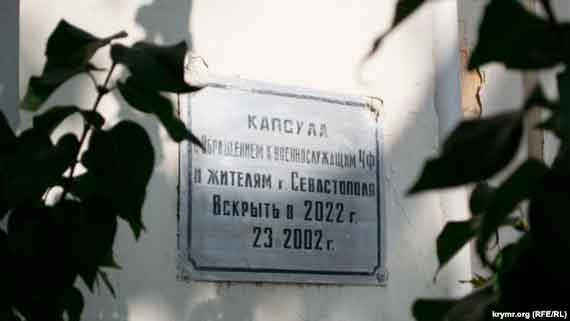 КАПСУЛА
С ОБРАЩЕНИЕМ К ВОЕННОСЛУЖАЩИМ ЧФ
И ЖИТЕЛЯМ г. СЕВАСТОПОЛЯ
ВСКРЫТЬ В 2022 г.
23 2002 г.
krymr.org (RFE/RL)